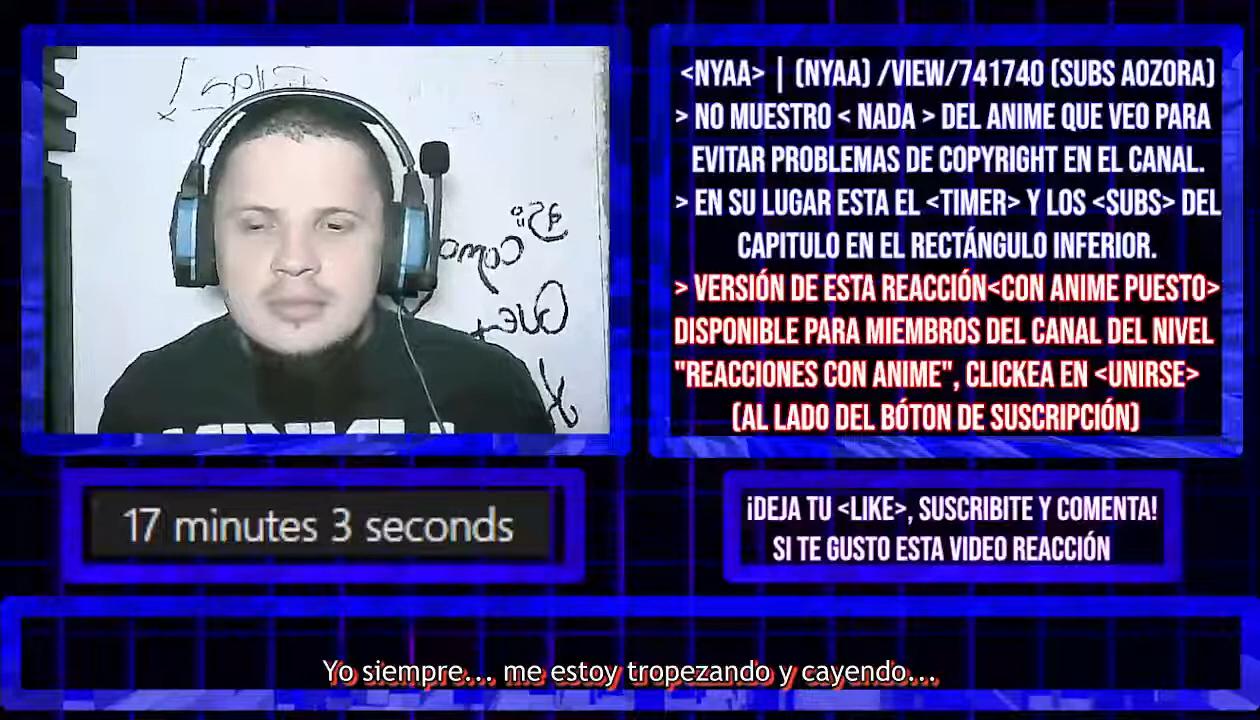 <NYAA> | (NYAA) /VIEW/741740 (SUBS AOZORA)
> NO MUESTRO < NADA > DEL ANIME QUE VEO PARA
EVITAR PROBLEMAS DE COPYRIGHT EN EL CANAL.
> EN SU LUGAR ESTA EL <TIMER> Y LOS <SUBS> DEL
CAPITULO EN EL RECTÁNGULO INFERIOR.
> VERSIÓN DE ESTA REACCIÓN<CON ANIME PUESTO>
DISPONIBLE PARA MIEMBROS DEL CANAL DEL NIVEL
"REACCIONES CON ANIME", CLICKEA EN <UNIRSE>
(AL LADO DEL BÓTON DE SUSCRIPCIÓN)
17 minutes 3 seconds
¡DEJA TU <LIKE>, SUSCRIBITE Y COMENTA!
SI TE GUSTO ESTA VIDEO REACCIÓN
Yo siempre... me estoy tropezando y cayendo...